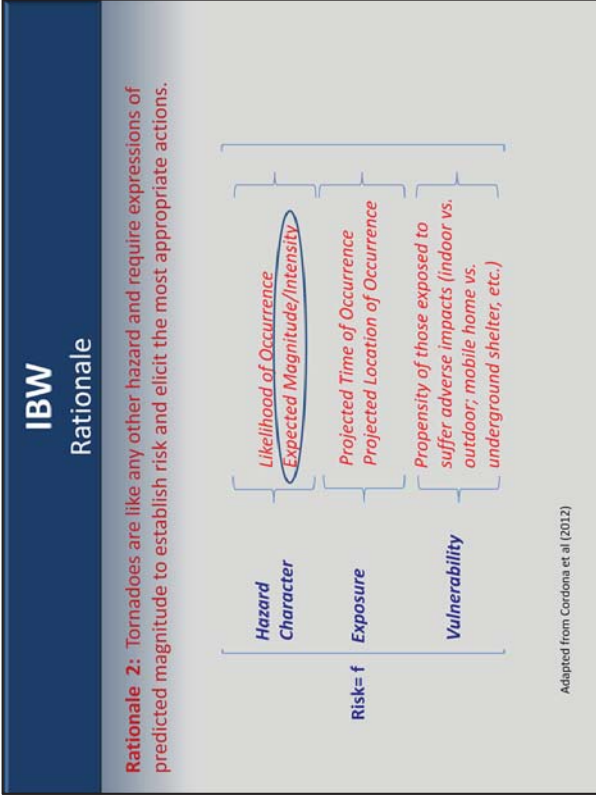 IBW
Rationale
Rationale 2: Tornadoes are like any other hazard and require expressions of
predicted magnitude to establish risk and elicit the most appropriate actions.
Risk= f
Hazard
Character
Likelihood of Occurrence
Expected Magnitude/Intensity
Exposure
Projected Time of Occurrence
Projected Location of Occurrence
Vulnerability
Propensity of those exposed to
suffer adverse impacts (indoor vs.
outdoor; mobile home vs.
underground shelter, etc.)
Adapted from Cordona et al (2012)